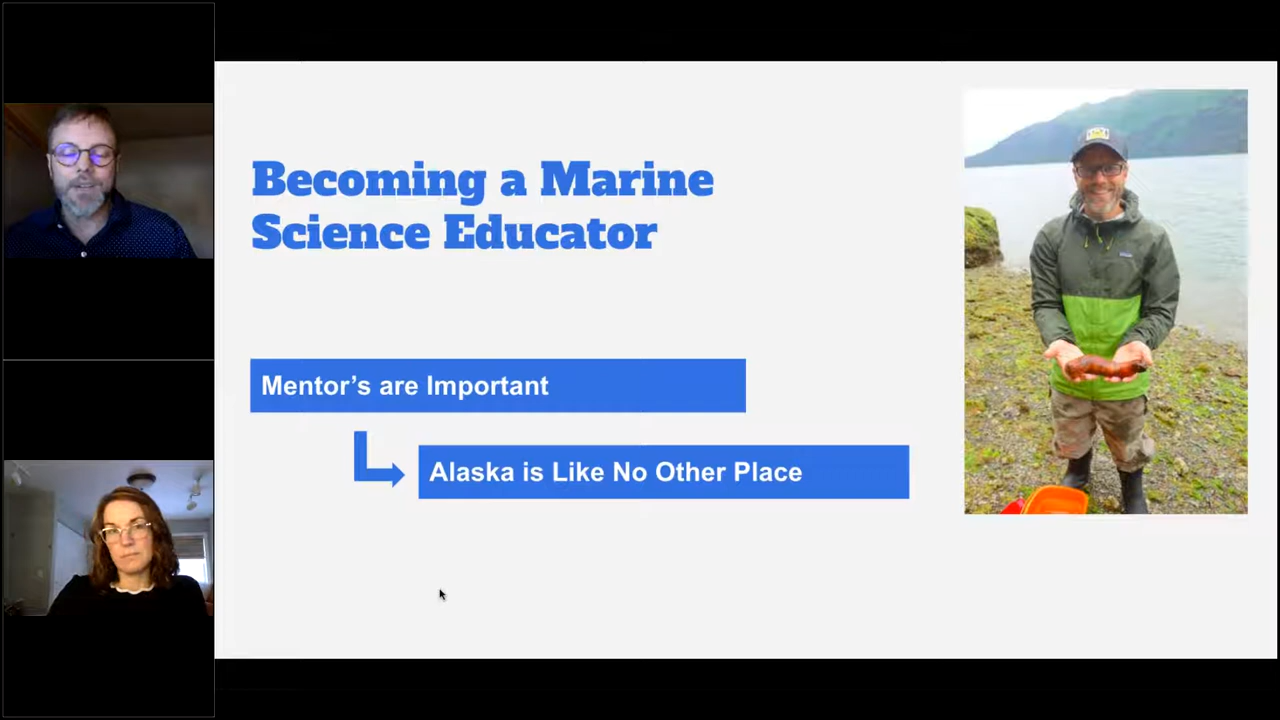 Becoming a Marine
Science Educator
Mentor’s are Important
Alaska is Like No Other Place